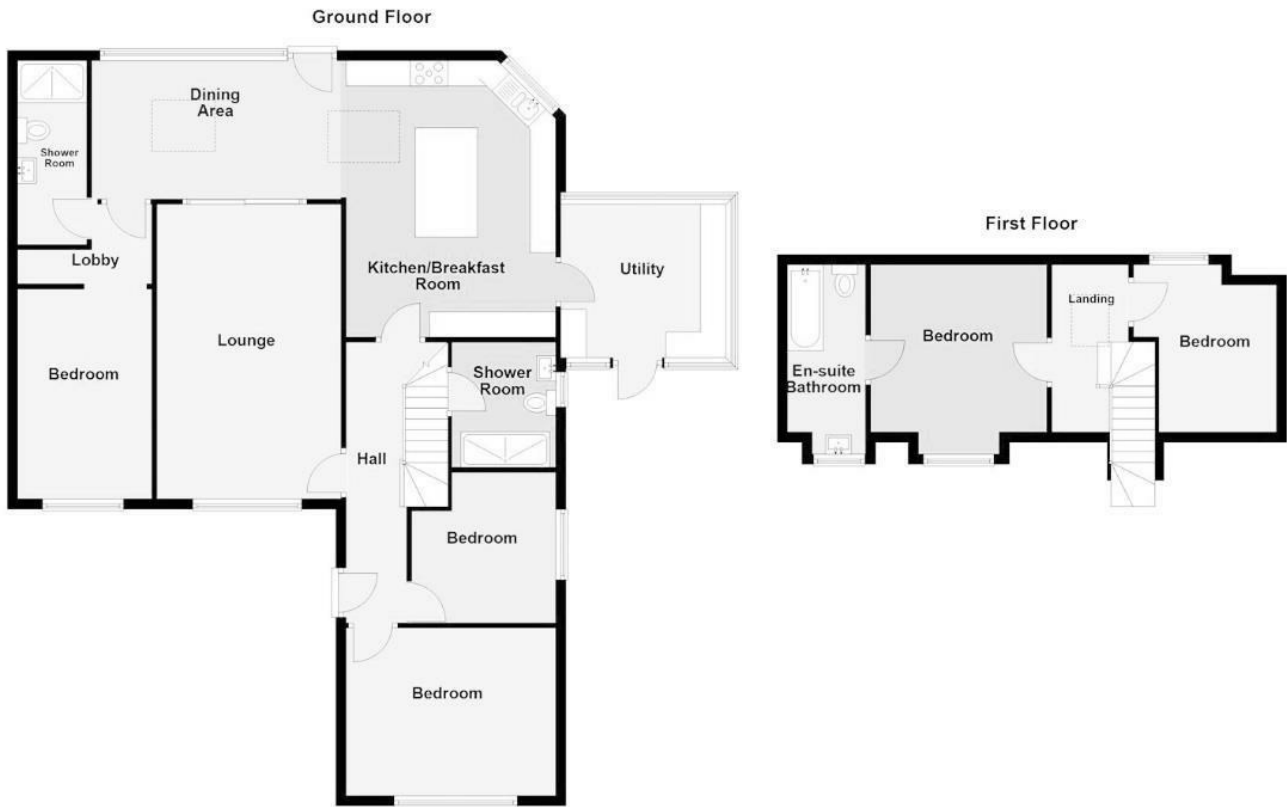 Ground Floor
Dining
Area
Shower
Room
Lobby
Kitchen/Breakfast
Room
Utility
Lounge
Bedroom
Shower
Room
Hall
Bedroom
Bedroom
First Floor
Landing
Bedroom
Bedroom
En-suite
Bathroom